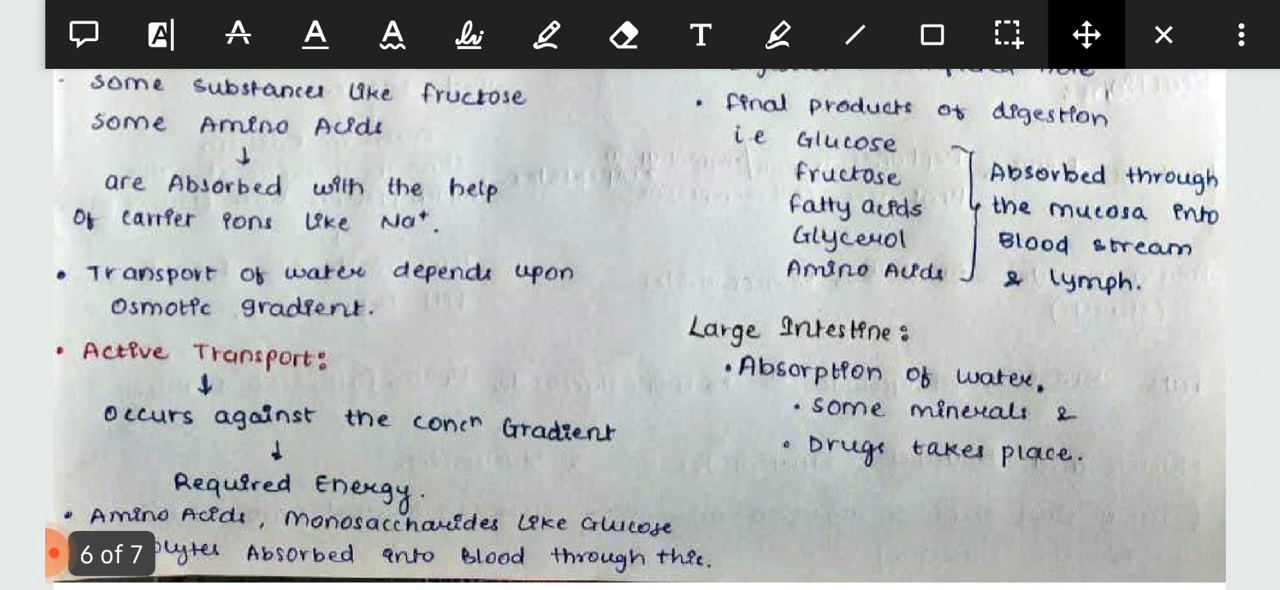 some substances like fructose
some Amino Acids
↓
are Absorbed with the help
Of carrier ions like Na⁺.
• Transport of water depends upon
Osmotic gradient.
• Active Transport:
↓
Occurs against the concn Gradient
↓
Required Energy.
• Amino Acids, monosaccharides like Glucose
lytes Absorbed into Blood through this.
6 of 7
• final products of digestion
i.e Glucose
fructose
fatty acids
Glycerol
Amino Acids
Absorbed through
the mucosa into
Blood stream
& lymph.
Large Intestine:
• Absorption of water.
• some minerals &
• Drugs takes place.